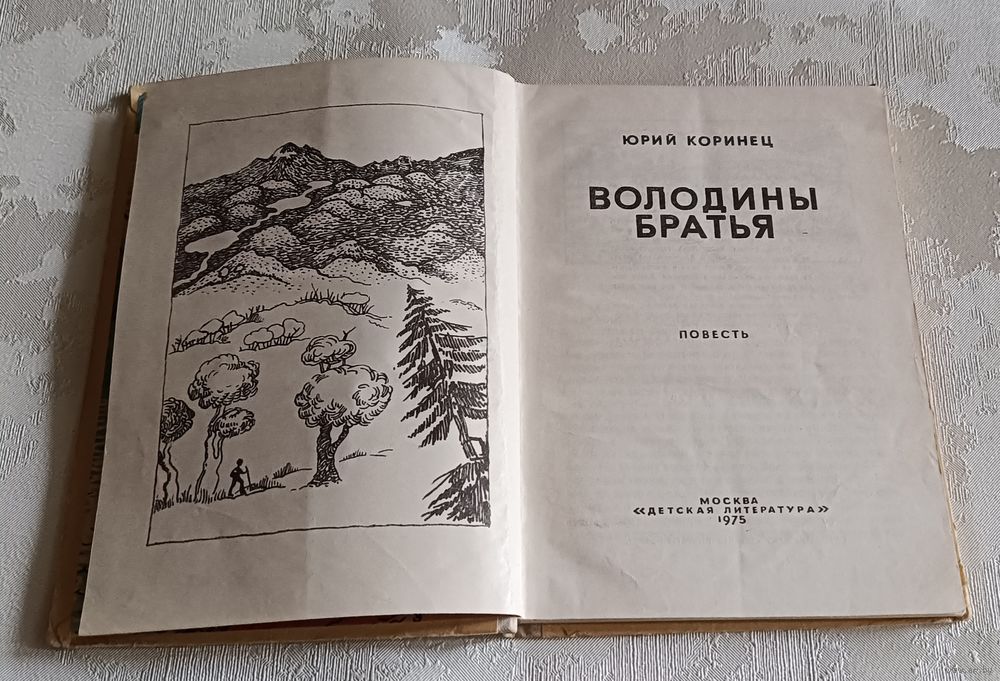 ЮРИЙ КОРИНЕЦ
ВОЛОДИНЫ
БРАТЬЯ
ПОВЕСТЬ
МОСКВА
«ДЕТСКАЯ ЛИТЕРАТУРА»
1975